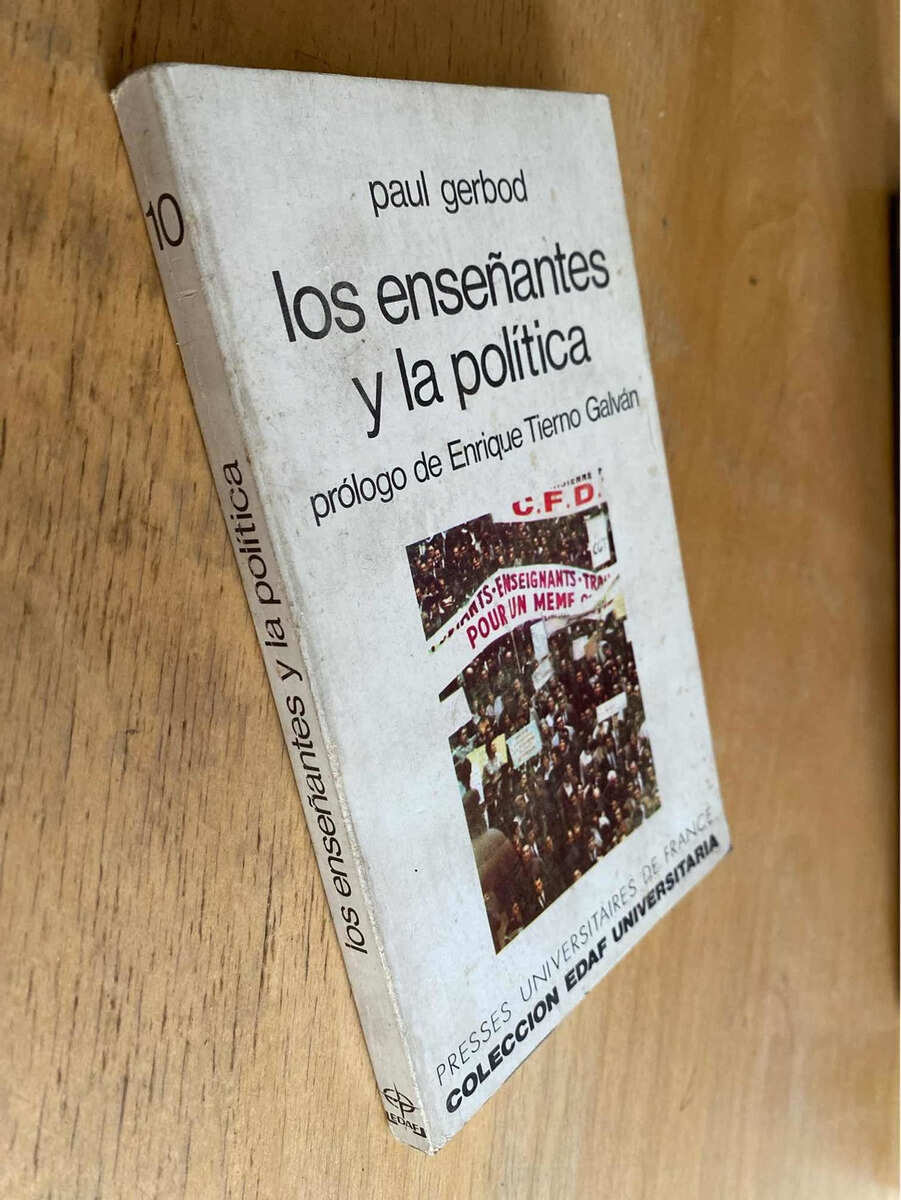 paul gerbod
los enseñantes
y la política
prólogo de Enrique Tierno Galván
C.F.D.
ENSEIGNANTS
POUR UN MEME
PRESSES UNIVERSITAIRES DE FRANCE
COLECCION EDAF UNIVERSITARIA
10
los enseñantes y la política
EDAF